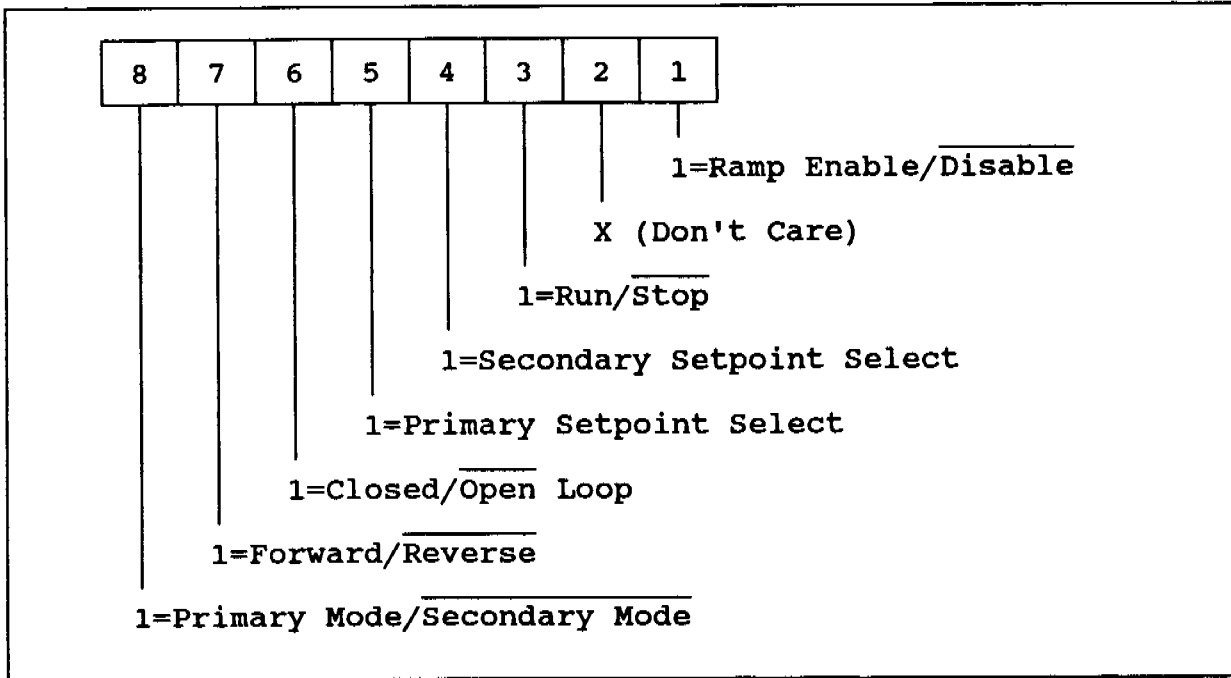 8 7 6 5 4 3 2 1
1=Ramp Enable/Disable
X (Don't Care)
1=Run/Stop
1=Secondary Setpoint Select
1=Primary Setpoint Select
1=Closed/Open Loop
1=Forward/Reverse
1=Primary Mode/Secondary Mode